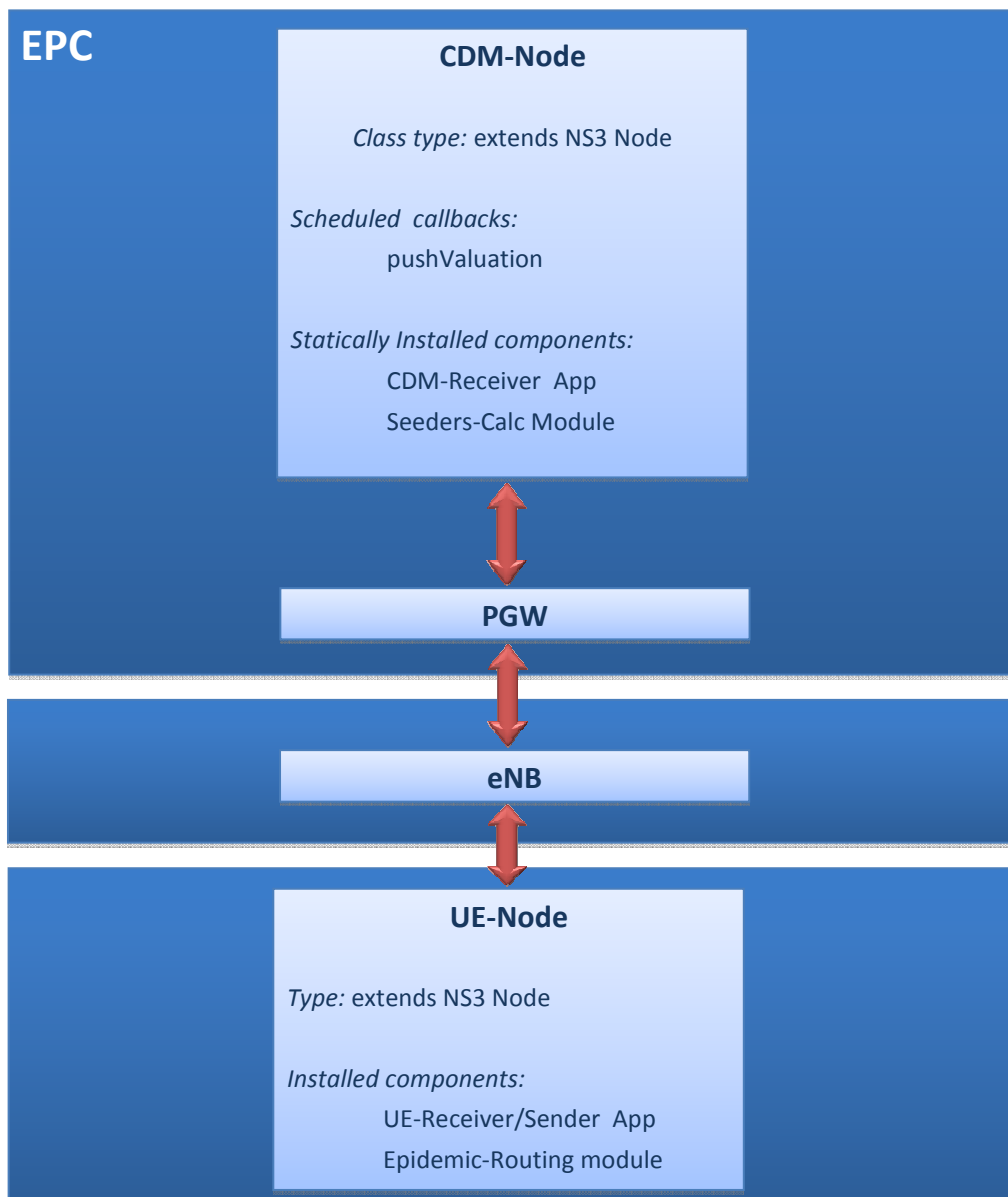 EPC
CDM-Node
Class type: extends NS3 Node
Scheduled callbacks:
pushValuation
Statically Installed components:
CDM-Receiver App
Seeders-Calc Module
PGW
eNB
UE-Node
Type: extends NS3 Node
Installed components:
UE-Receiver/Sender App
Epidemic-Routing module